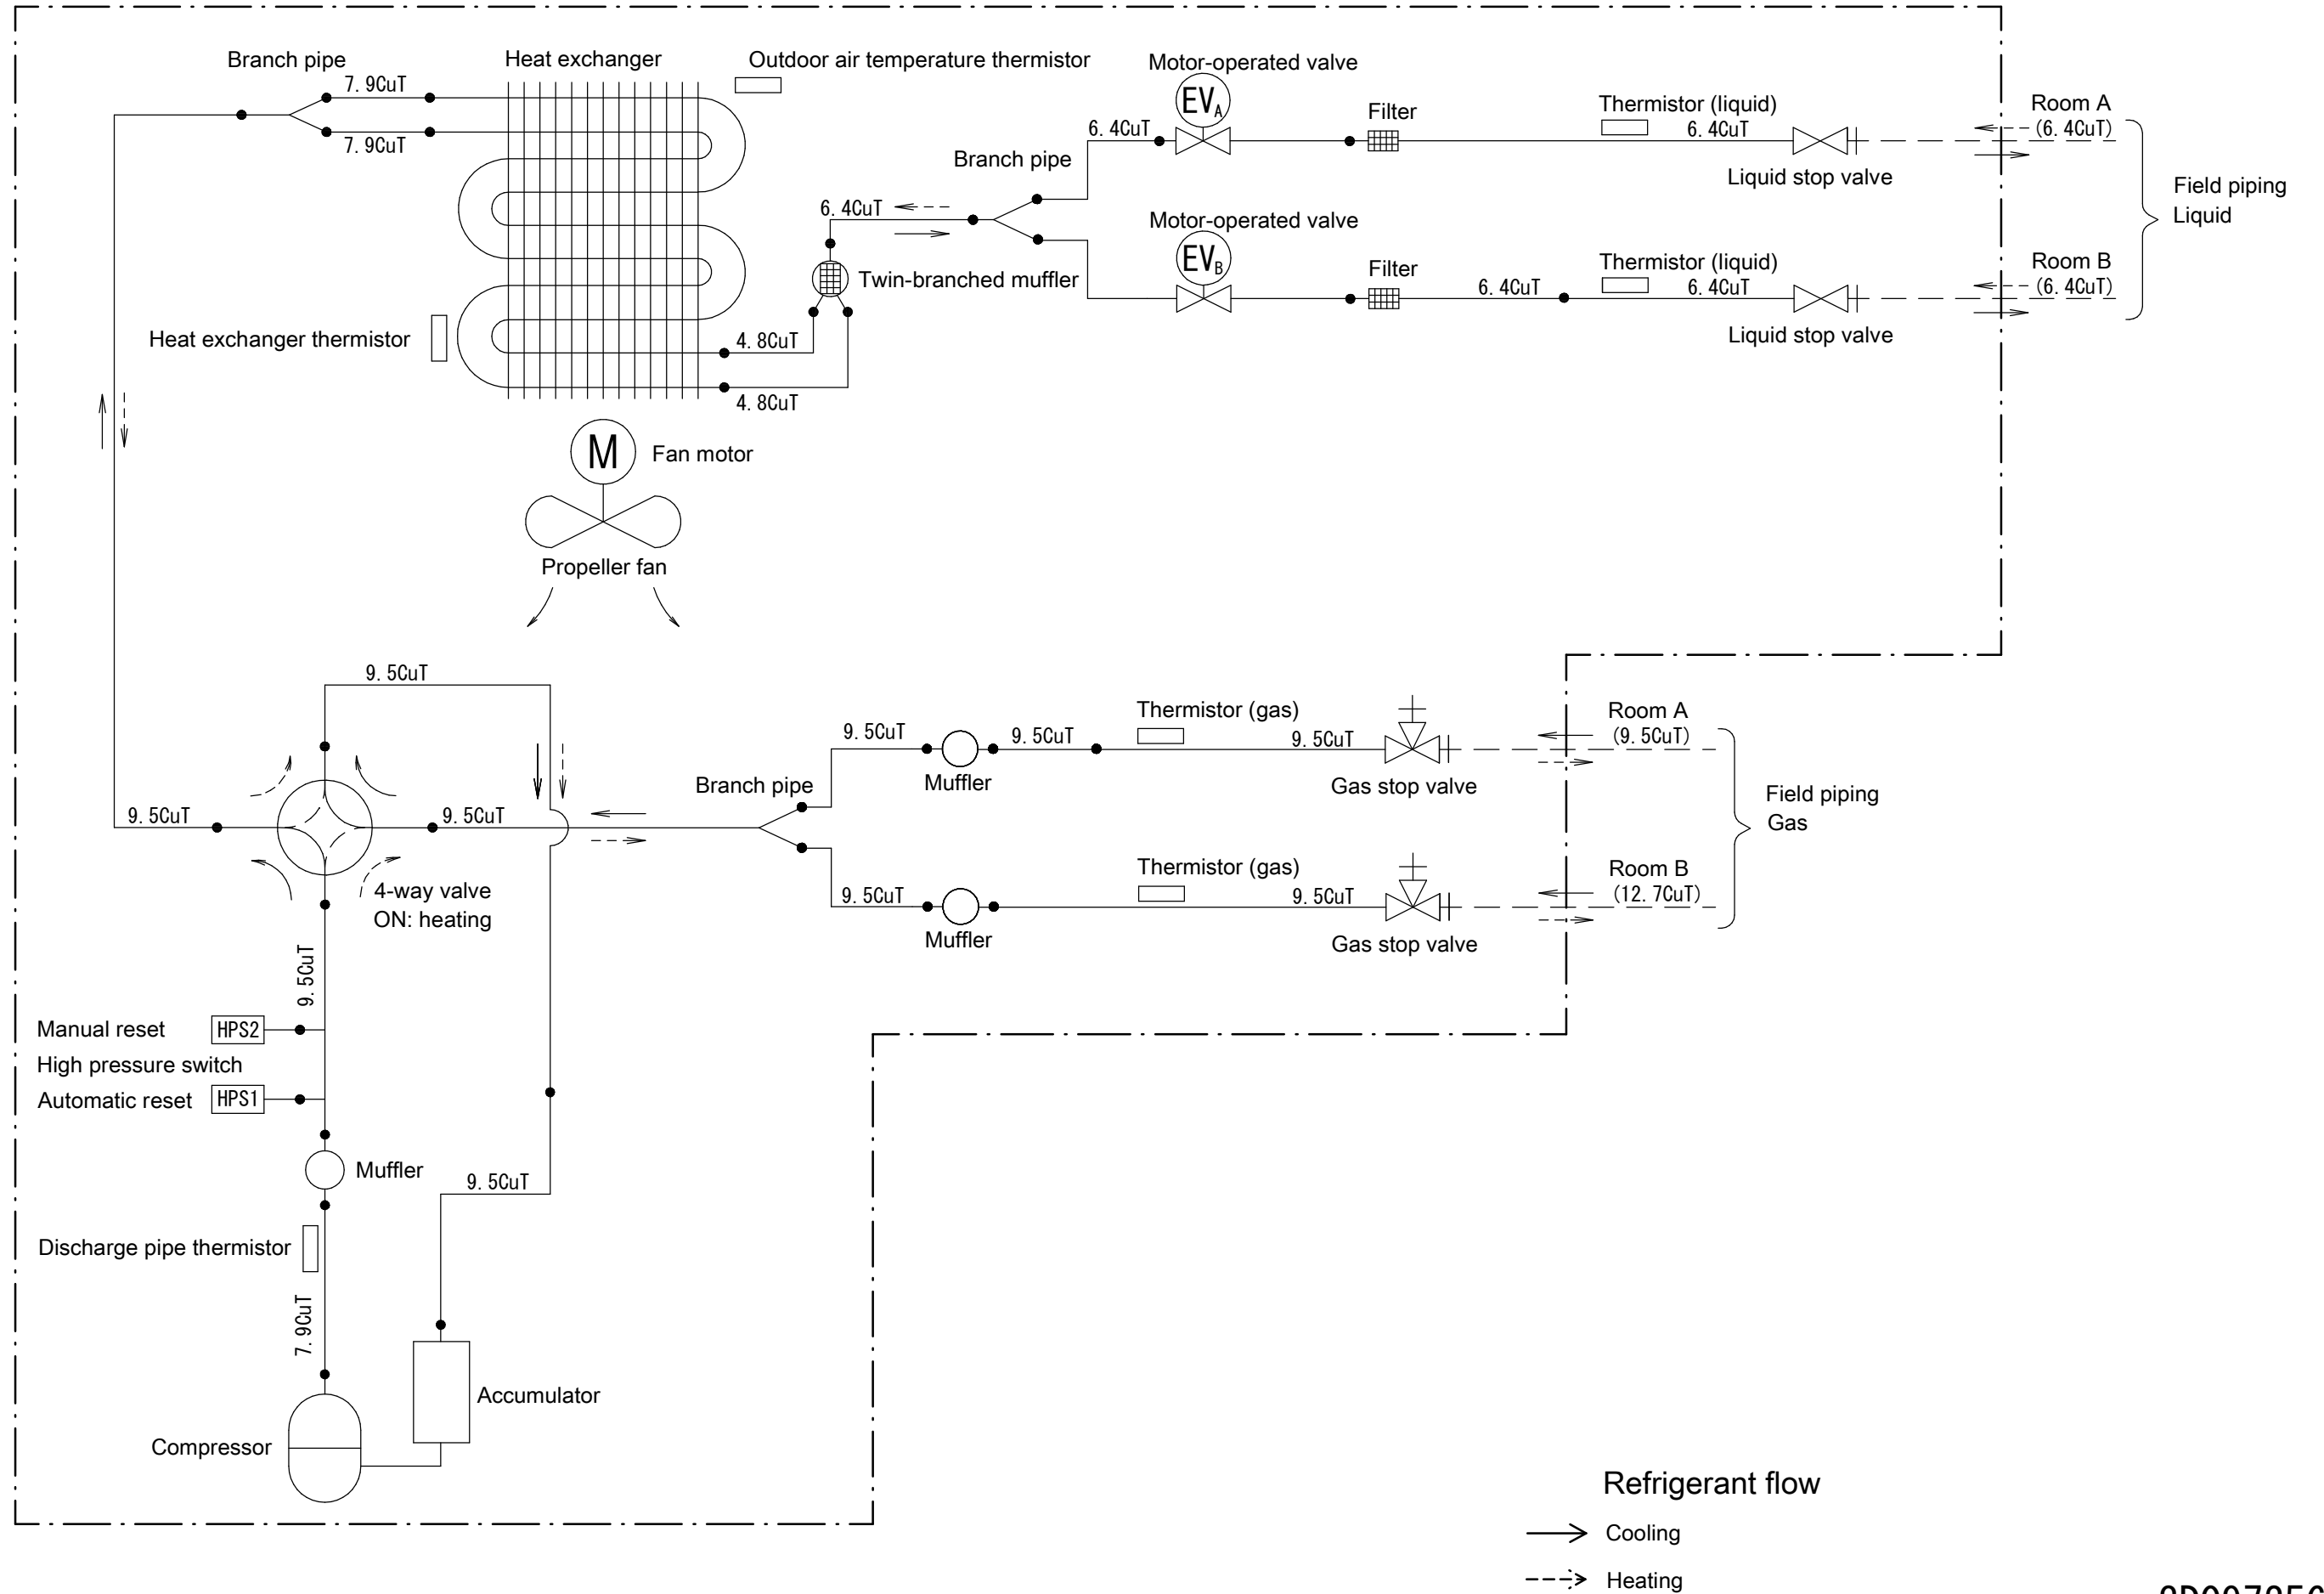 Branch pipe
Heat exchanger
Outdoor air temperature thermistor
7.9CuT
7.9CuT
Motor-operated valve
EVA
6.4CuT
Filter
Thermistor (liquid)
6.4CuT
Liquid stop valve
Room A
(6.4CuT)
Branch pipe
6.4CuT
Twin-branched muffler
Motor-operated valve
EVB
Filter
6.4CuT
Thermistor (liquid)
6.4CuT
Liquid stop valve
Room B
(6.4CuT)
Field piping
Liquid
Heat exchanger thermistor
4.8CuT
4.8CuT
M
Fan motor
Propeller fan
9.5CuT
9.5CuT
9.5CuT
4-way valve
ON: heating
Branch pipe
9.5CuT
Muffler
9.5CuT
Thermistor (gas)
9.5CuT
Gas stop valve
Room A
(9.5CuT)
9.5CuT
Muffler
Thermistor (gas)
9.5CuT
Gas stop valve
Room B
(12.7CuT)
Field piping
Gas
9.5CuT
Manual reset
HPS2
High pressure switch
Automatic reset
HPS1
Muffler
9.5CuT
Discharge pipe thermistor
7.9CuT
Accumulator
Compressor
Refrigerant flow
Cooling
Heating